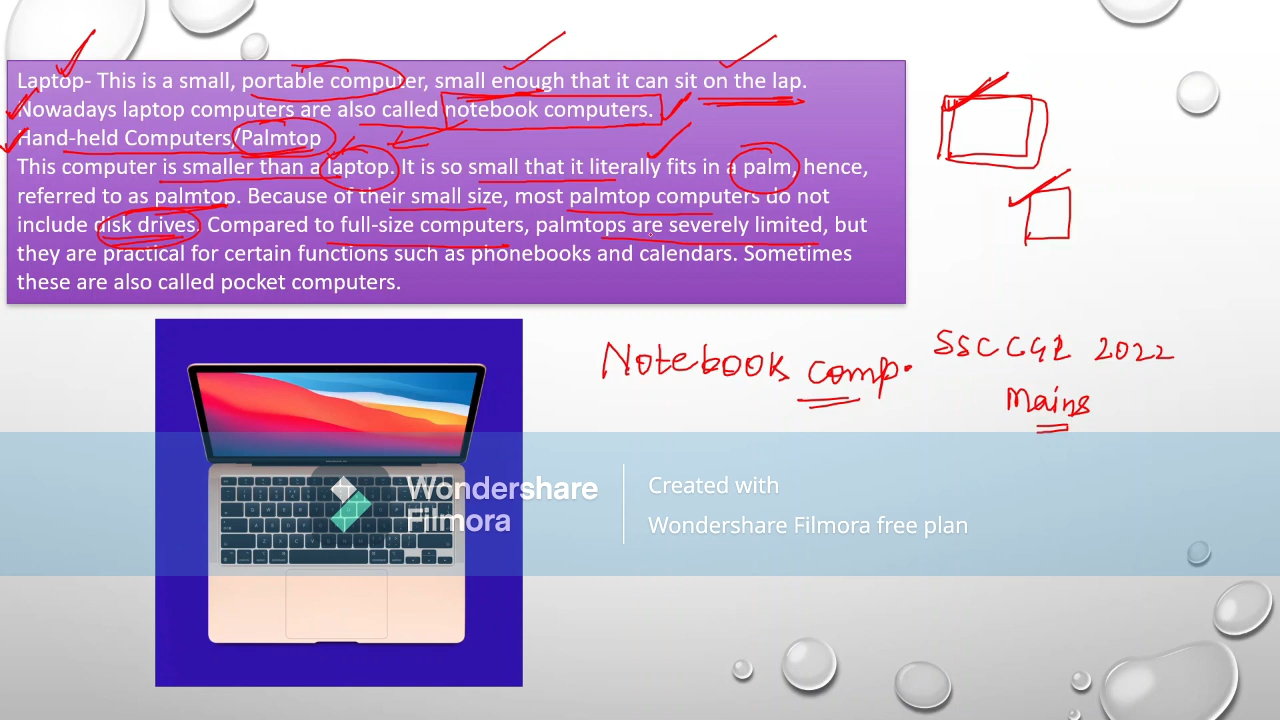 Laptop- This is a small, portable computer, small enough that it can sit on the lap.
Nowadays laptop computers are also called notebook computers.
Hand-held Computers/Palmtop
This computer is smaller than a laptop. It is so small that it literally fits in a palm, hence,
referred to as palmtop. Because of their small size, most palmtop computers do not
include disk drives. Compared to full-size computers, palmtops are severely limited, but
they are practical for certain functions such as phonebooks and calendars. Sometimes
these are also called pocket computers.
Notebook comp.
SSC CGL 2022
Mains
Wondershare
Filmora
Created with
Wondershare Filmora free plan